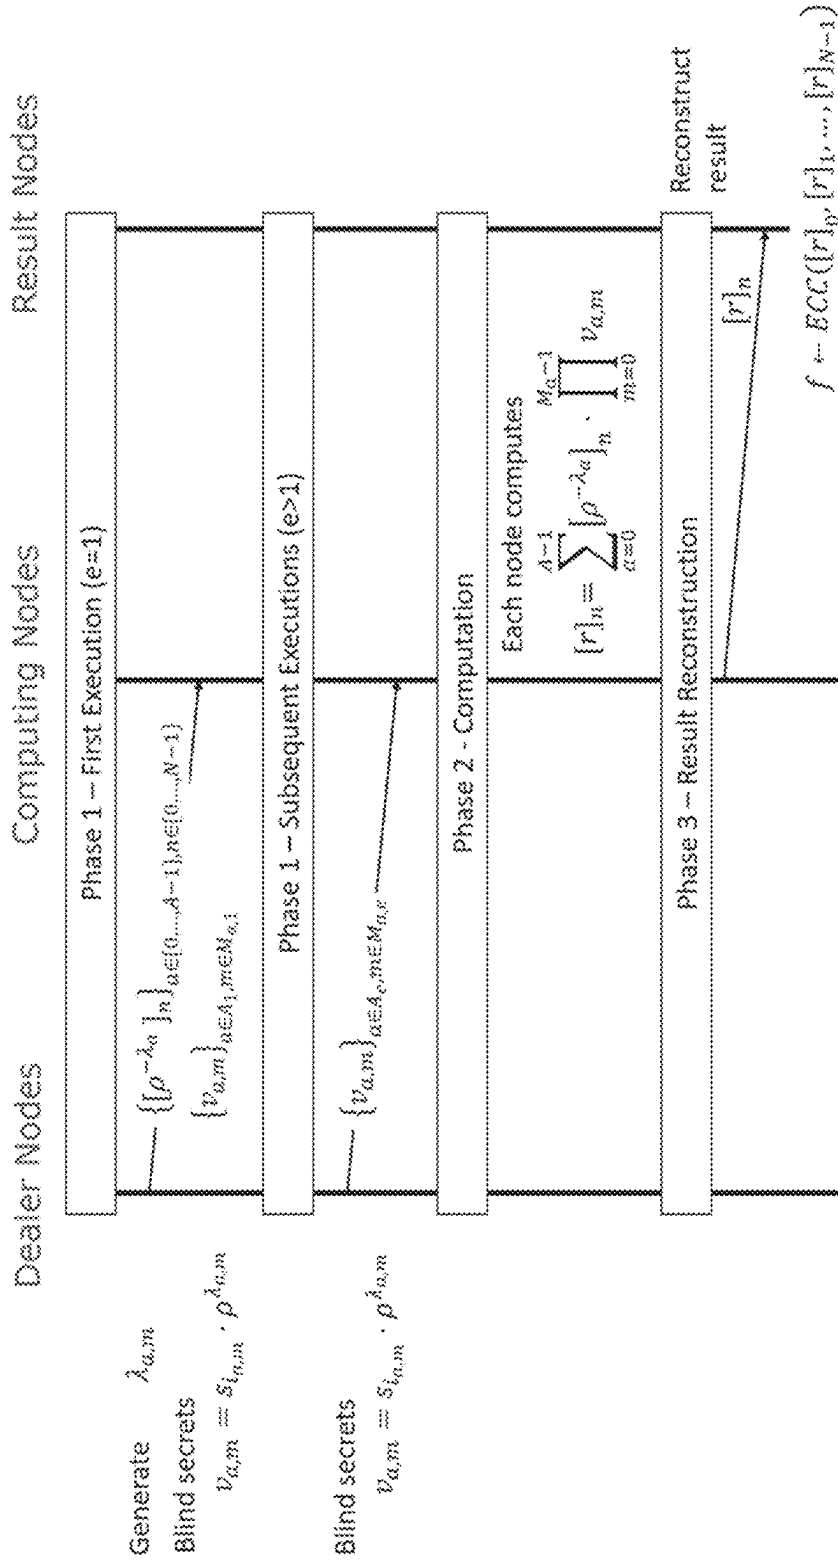 Dealer Nodes
Computing Nodes
Result Nodes
Phase 1 – First Execution (e=1)
Generate λ_{a,m}
Blind secrets
v_{a,m} = s_{i_{a,m}} · ρ^{λ_{a,m}}
{[ρ^{-λ_a}]_n}_{a∈[0...,A-1],n∈[0...,N-1]}
{v_{a,m}}_{a∈A_1,m∈M_{a,1}}
Phase 1 – Subsequent Executions (e>1)
Blind secrets
v_{a,m} = s_{i_{a,m}} · ρ^{λ_{a,m}}
{v_{a,m}}_{a∈A_e,m∈M_{a,e}}
Phase 2 - Computation
Each node computes
[r]_n = ∑_{a=0}^{A-1} [ρ^{-λ_a}]_n · ∏_{m=0}^{M_a-1} v_{a,m}
Phase 3 – Result Reconstruction
Reconstruct
result
[r]_n
f ← ECC([r]_0, [r]_1, ..., [r]_{N-1})